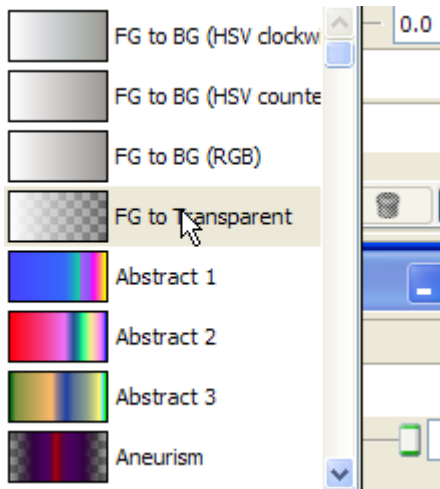 FG to BG (HSV clockw
FG to BG (HSV counte
FG to BG (RGB)
FG to Transparent
Abstract 1
Abstract 2
Abstract 3
Aneurism
0.0